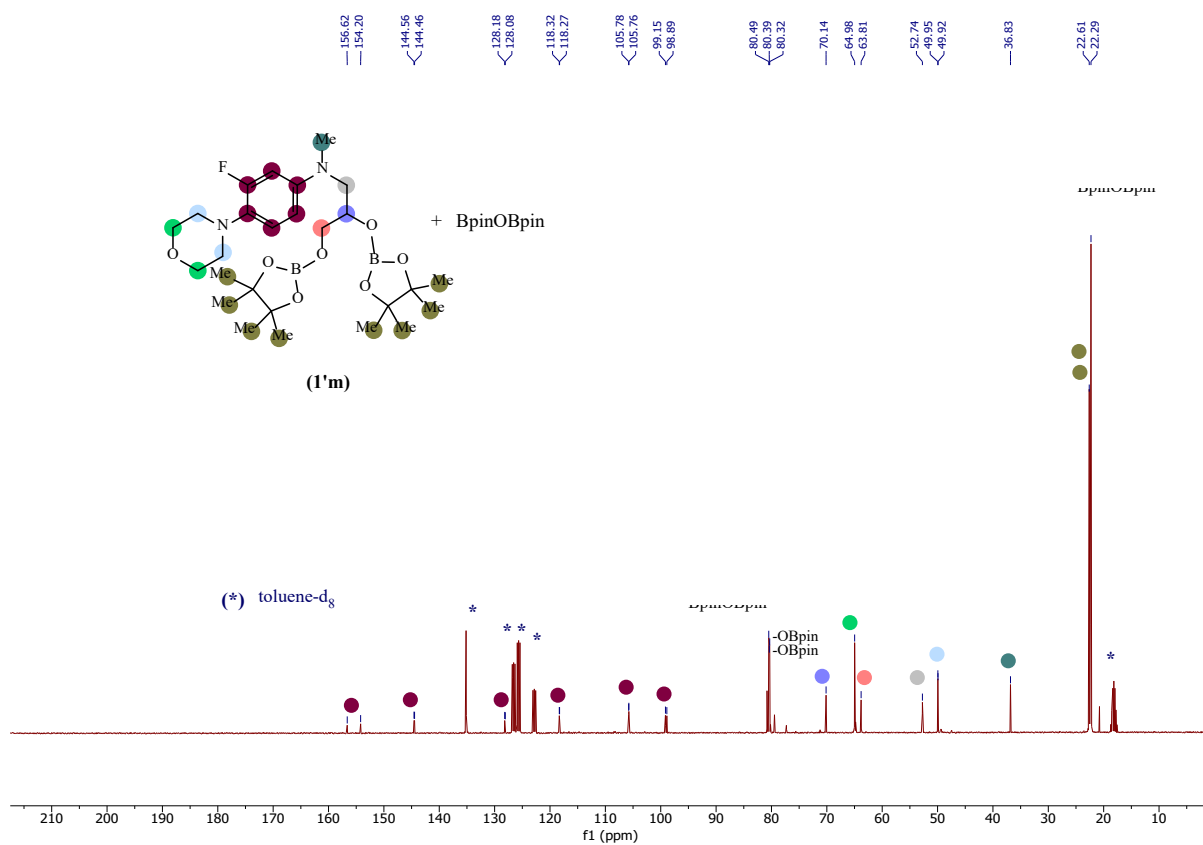 156.62
154.20
144.56
144.46
128.18
128.08
118.32
118.27
105.78
105.76
99.15
98.89
80.49
80.39
80.32
70.14
64.98
63.81
52.74
49.95
49.92
36.83
22.61
22.29
Me
F
N
N
O
O
O
+ BpinOBpin
BpinOBpin
Me
O
B
O
B
O
Me
Me
O
O
Me
Me
Me
Me
Me
(1'm)
(*) toluene-d8
BpinOBpin
*
* *
*
-OBpin
-OBpin
*
210 200 190 180 170 160 150 140 130 120 110 100 90 80 70 60 50 40 30 20 10
f1 (ppm)